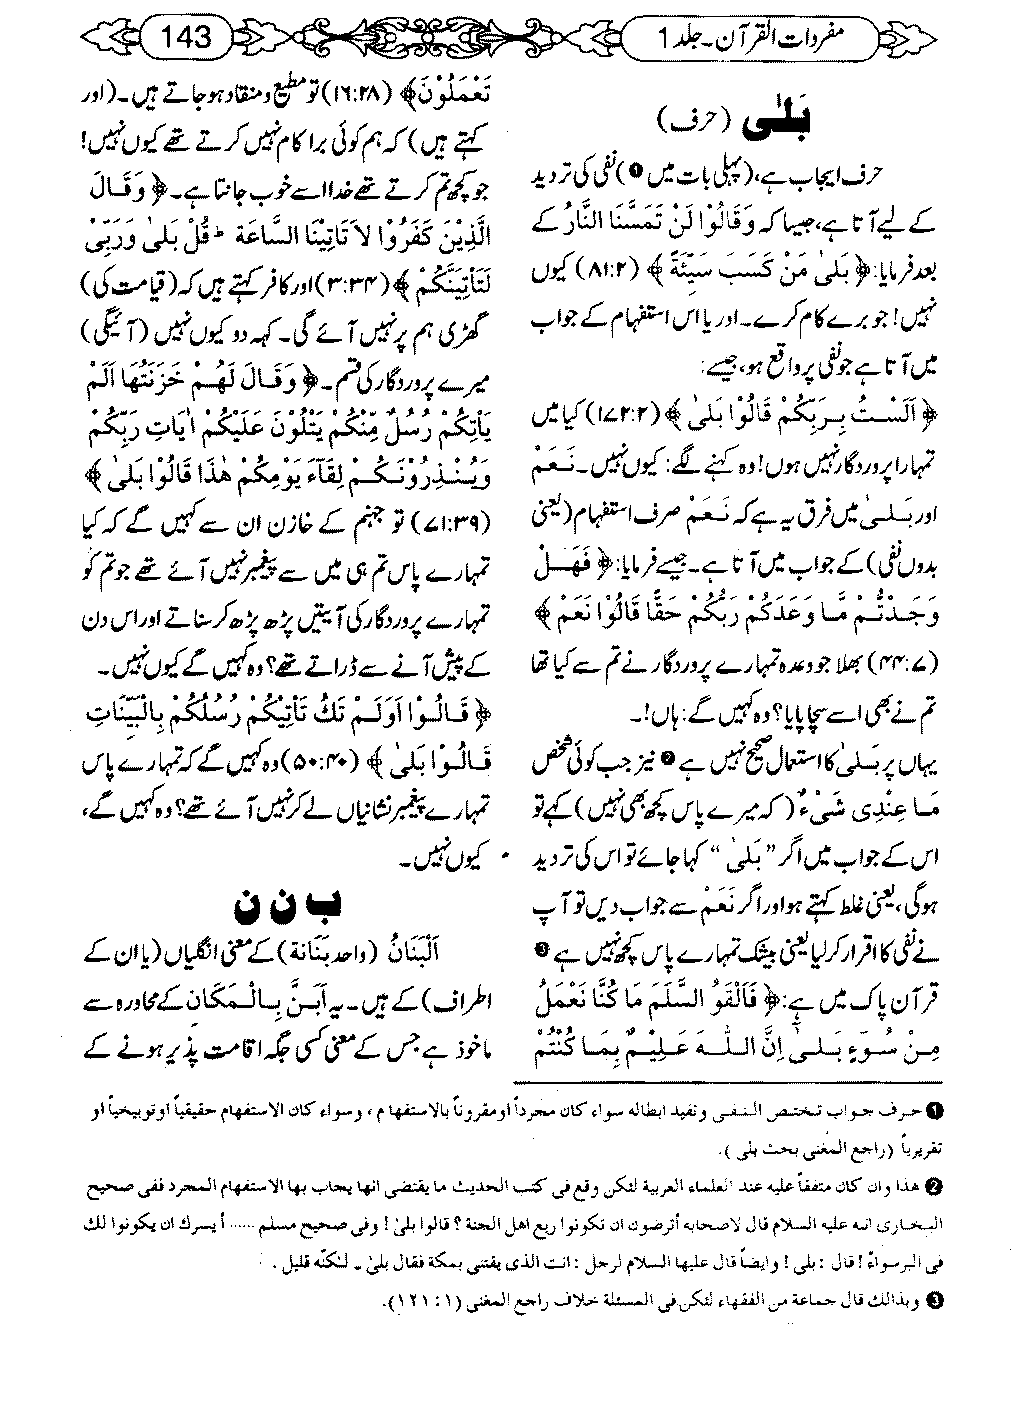 مفردات القرآن۔جلد 1
143
بَلٰی (حرف)
حرف ایجاب ہے، (پہلی بات میں ❶) نفی کی تردید
کے لیے آتا ہے، جیسا کہ وَقَالُوْا لَنْ تَمَسَّنَا النَّارُ کے
بعد فرمایا: ﴿بَلٰی مَنْ كَسَبَ سَيِّئَةً﴾ (۸۱:۲) کیوں
نہیں! جو برے کام کرے۔ اور یا اس استفہام کے جواب
میں آتا ہے جو نفی پر واقع ہو، جیسے:
﴿اَلَسْتُ بِرَبِّكُمْ قَالُوْا بَلٰی﴾ (۱۷۲:۲) کیا میں
تمہارا پروردگار نہیں ہوں! وہ کہنے لگے: کیوں نہیں۔ نَعَمْ
اور بَلٰی میں فرق یہ ہے کہ نَعَمْ صرف استفہام (یعنی
بدوں نفی) کے جواب میں آتا ہے۔ جیسے فرمایا: ﴿فَهَلْ
وَجَدْتُّمْ مَّا وَعَدَكُمْ رَبُّكُمْ حَقًّا قَالُوْا نَعَمْ﴾
(۴۴:۷) بھلا جو وعدہ تمہارے پروردگار نے تم سے کیا تھا
تم نے بھی اسے سچا پایا؟ وہ کہیں گے: ہاں!۔
یہاں پر بَلٰی کا استعمال صحیح نہیں ہے ❷ نیز جب کوئی شخص
مَا عِنْدِی شَیْءٌ (کہ میرے پاس کچھ بھی نہیں) کہے تو
اس کے جواب میں اگر ”بَلٰی“ کہا جائے تو اس کی تردید
ہوگی، یعنی غلط کہتے ہو اور اگر نَعَمْ سے جواب دیں تو آپ
نے نفی کا اقرار کر لیا یعنی بیشک تمہارے پاس کچھ نہیں ہے ❸
قرآن پاک میں ہے: ﴿فَاَلْقَوُ السَّلَمَ مَا كُنَّا نَعْمَلُ
مِنْ سُوْٓءٍ بَلٰٓی اِنَّ اللّٰهَ عَلِيْمٌ بِمَا كُنْتُمْ
تَعْمَلُوْنَ﴾ (۱۶:۲۸) تو مطیع و منقاد ہو جاتے ہیں۔ (اور
کہتے ہیں) کہ ہم کوئی برا کام نہیں کرتے تھے کیوں نہیں!
جو کچھ تم کرتے تھے خدا اسے خوب جانتا ہے۔ ﴿وَقَالَ
الَّذِيْنَ كَفَرُوْا لَا تَاْتِيْنَا السَّاعَةُ ؕ قُلْ بَلٰی وَرَبِّیْ
لَتَأْتِيَنَّكُمْ﴾ (۳:۳۴) اور کافر کہتے ہیں کہ (قیامت کی)
گھڑی ہم پر نہیں آئے گی۔ کہہ دو کیوں نہیں (آئیگی)
میرے پروردگار کی قسم۔ ﴿وَقَالَ لَهُمْ خَزَنَتُهَا اَلَمْ
يَأْتِكُمْ رُسُلٌ مِّنْكُمْ يَتْلُوْنَ عَلَيْكُمْ اٰيَاتِ رَبِّكُمْ
وَيُنْذِرُوْنَكُمْ لِقَآءَ يَوْمِكُمْ هٰذَا قَالُوْا بَلٰی﴾
(۷۱:۳۹) تو جہنم کے خازن ان سے کہیں گے کہ کیا
تمہارے پاس تم ہی میں سے پیغمبر نہیں آئے تھے جو تم کو
تمہارے پروردگار کی آیتیں پڑھ پڑھ کر سناتے اور اس دن
کے پیش آنے سے ڈراتے تھے؟ وہ کہیں گے کیوں نہیں۔
﴿قَالُوْا اَوَلَمْ تَكُ تَأْتِيْكُمْ رُسُلُكُمْ بِالْبَيِّنَاتِ
قَالُوْا بَلٰی﴾ (۵۰:۴۰) وہ کہیں گے کہ تمہارے پاس
تمہارے پیغمبر نشانیاں لے کر نہیں آئے تھے؟ وہ کہیں گے،
کیوں نہیں۔
ب ن ن
اَلْبَنَانُ (واحد بَنَانَة) کے معنی انگلیاں (یا ان کے
اطراف) کے ہیں۔ یہ اَبَنَّ بِالْمَكَانِ کے محاورہ سے
ماخوذ ہے جس کے معنی کسی جگہ اقامت پذیر ہونے کے
❶ حرف جواب تختص النفی وتفید ابطاله سواء کان مجرداً او مقروناً بالاستفهام، وسواء کان الاستفهام حقیقیاً اوتوبیخیاً او
تقریریاً (راجع المغنی بحث بلی).
❷ هذا وان کان متفقاً علیه عند العلماء العربیة لٰکن وقع فی کتب الحدیث ما یقتضی انها یجاب بها الاستفهام المجرد ففی صحیح
البخاری انه علیه السلام قال لاصحابه أترضون ان تکونوا ربع اهل الجنة؟ قالوا بلیٰ! وفی صحیح مسلم ...... أیسرك ان یکونوا لك
فی البر سواءً! قال: بلی! وایضاً قال علیها السلام لرجل: انت الذی یفتنی بمکة فقال بلیٰ۔ لٰکنّه قلیل.
❸ وبذالك قال جماعة من الفقهاء لٰکن فی المسئلة خلاف راجع المغنی (۱:۱۲۱).